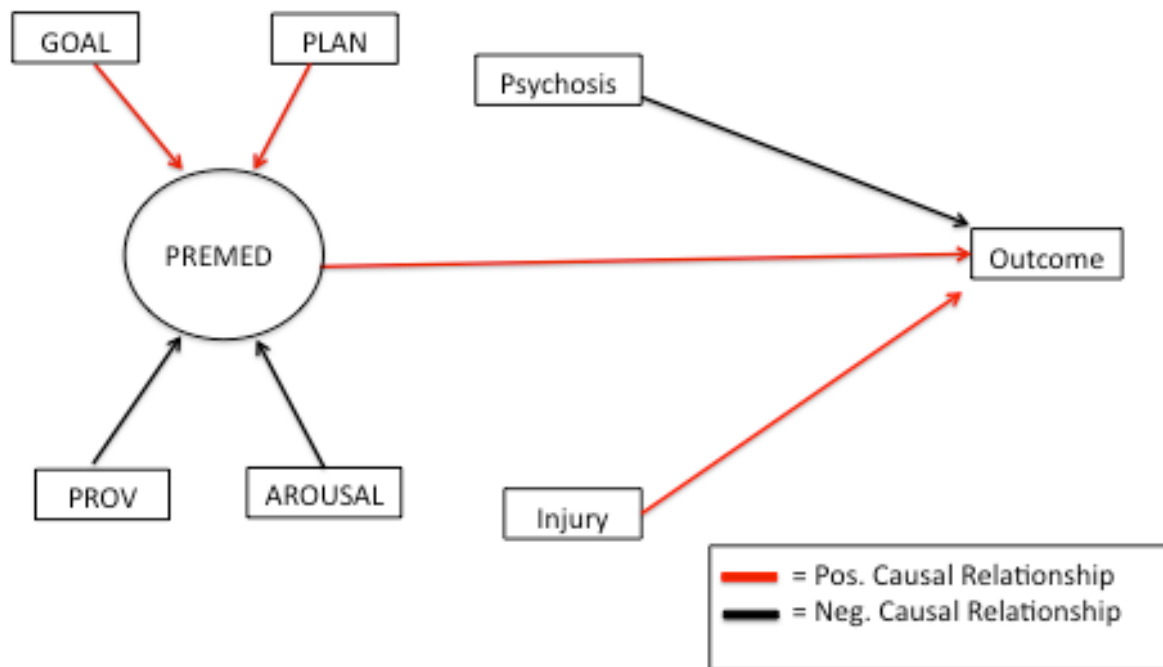 GOAL
PLAN
Psychosis
PREMED
Outcome
PROV
AROUSAL
Injury
= Pos. Causal Relationship
= Neg. Causal Relationship